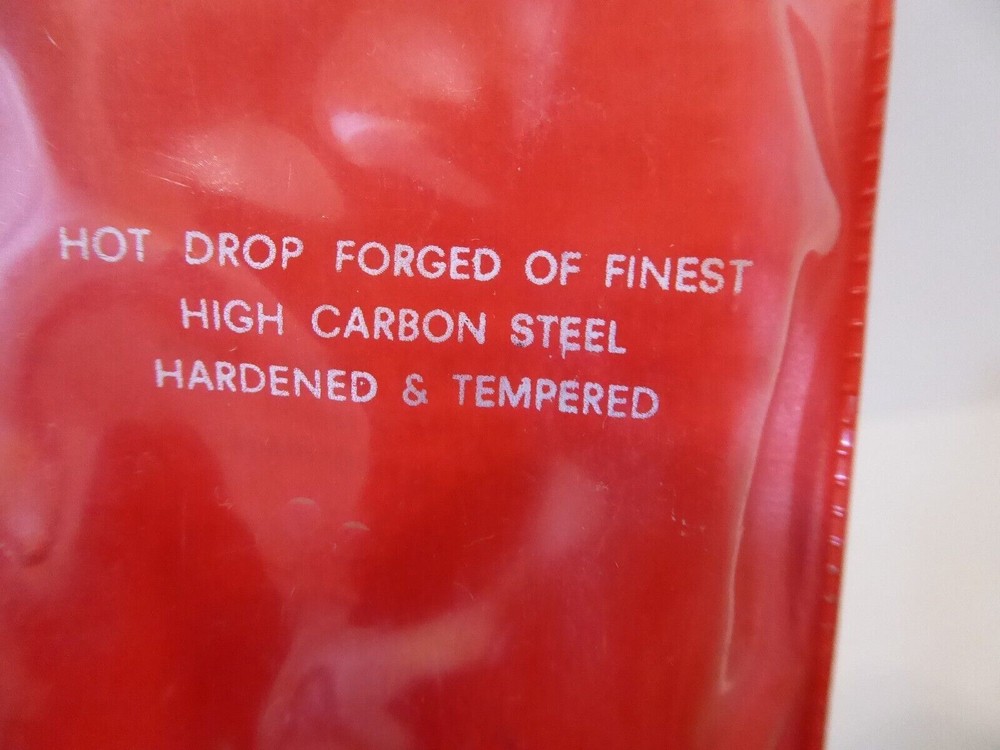 HOT DROP FORGED OF FINEST
HIGH CARBON STEEL
HARDENED & TEMPERED